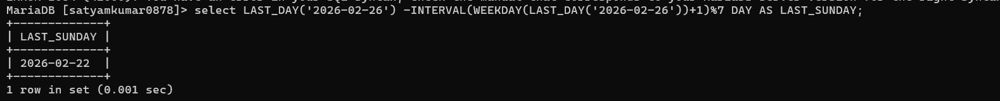 MariaDB [satyamkumar0878]> select LAST_DAY('2026-02-26') -INTERVAL(WEEKDAY(LAST_DAY('2026-02-26'))+1)%7 DAY AS LAST_SUNDAY;
+-------------+
| LAST_SUNDAY |
+-------------+
| 2026-02-22  |
+-------------+
1 row in set (0.001 sec)